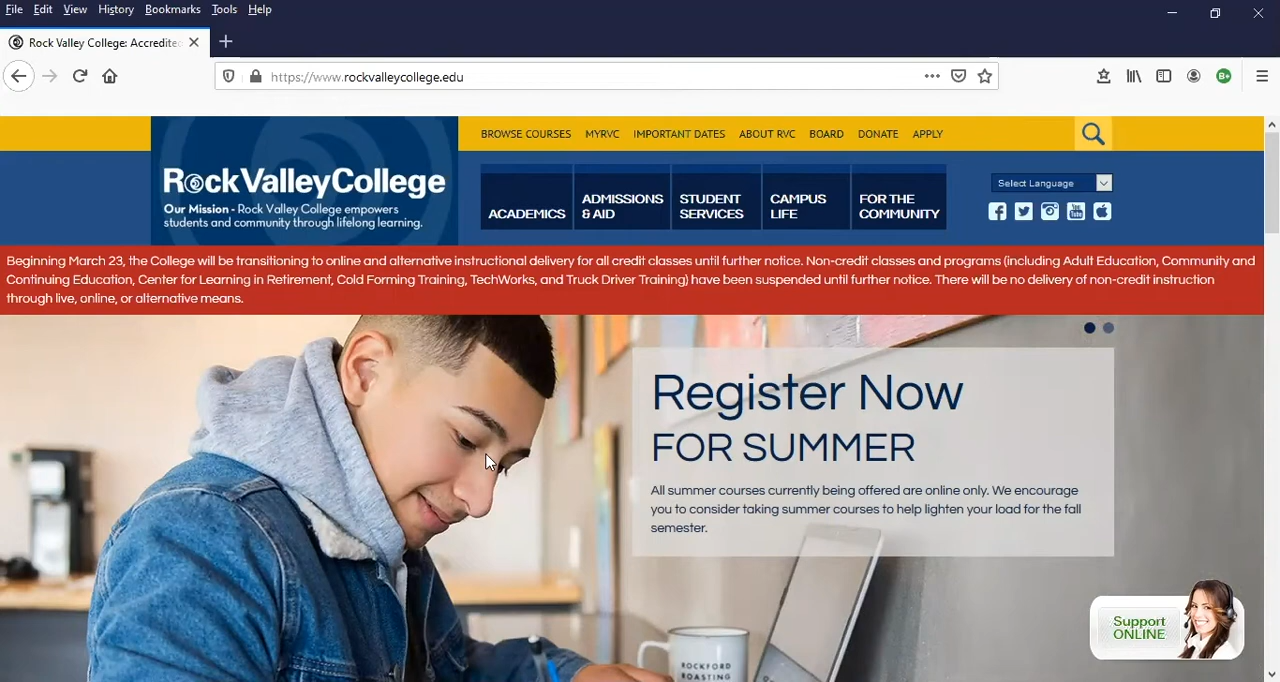 File Edit View History Bookmarks Tools Help
Rock Valley College: Accredited
https://www.rockvalleycollege.edu
B+
BROWSE COURSES MYRVC IMPORTANT DATES ABOUT RVC BOARD DONATE APPLY
RockValleyCollege
Our Mission - Rock Valley College empowers
students and community through lifelong learning.
ACADEMICS
ADMISSIONS
& AID
STUDENT
SERVICES
CAMPUS
LIFE
FOR THE
COMMUNITY
Select Language
You
Tube
Beginning March 23, the College will be transitioning to online and alternative instructional delivery for all credit classes until further notice. Non-credit classes and programs (including Adult Education, Community and
Continuing Education, Center for Learning in Retirement, Cold Forming Training, TechWorks, and Truck Driver Training) have been suspended until further notice. There will be no delivery of non-credit instruction
through live, online, or alternative means.
Register Now
FOR SUMMER
All summer courses currently being offered are online only. We encourage
you to consider taking summer courses to help lighten your load for the fall
semester.
ROCKFORD
ROASTING
Support
ONLINE